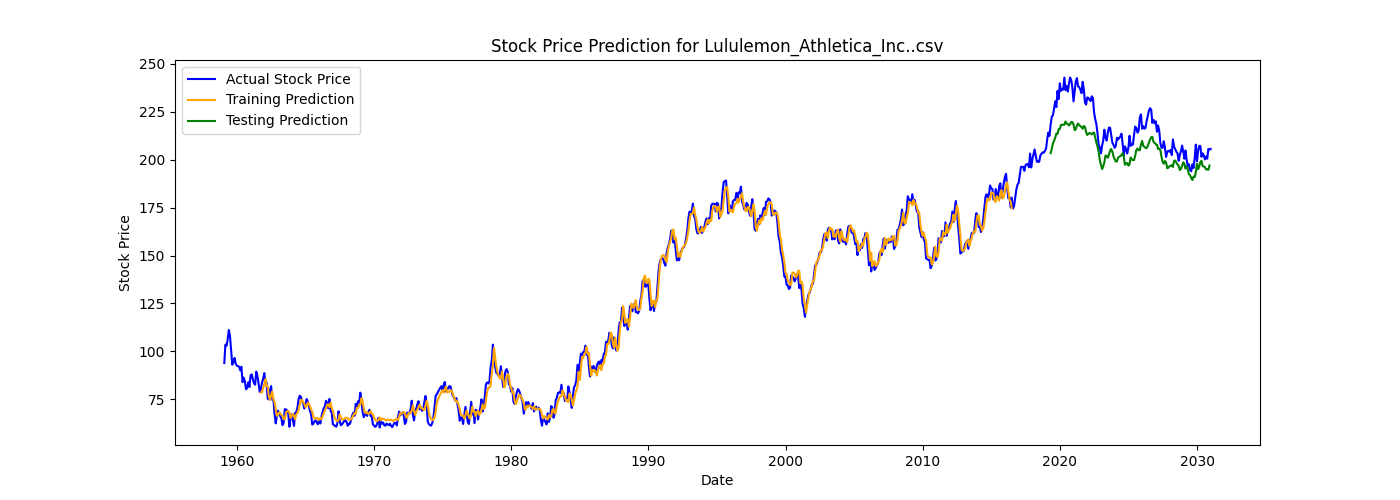 Stock Price Prediction for Lululemon_Athletica_Inc..csv
Actual Stock Price
Training Prediction
Testing Prediction
Stock Price
250
225
200
175
150
125
100
75
1960 1970 1980 1990 2000 2010 2020 2030
Date